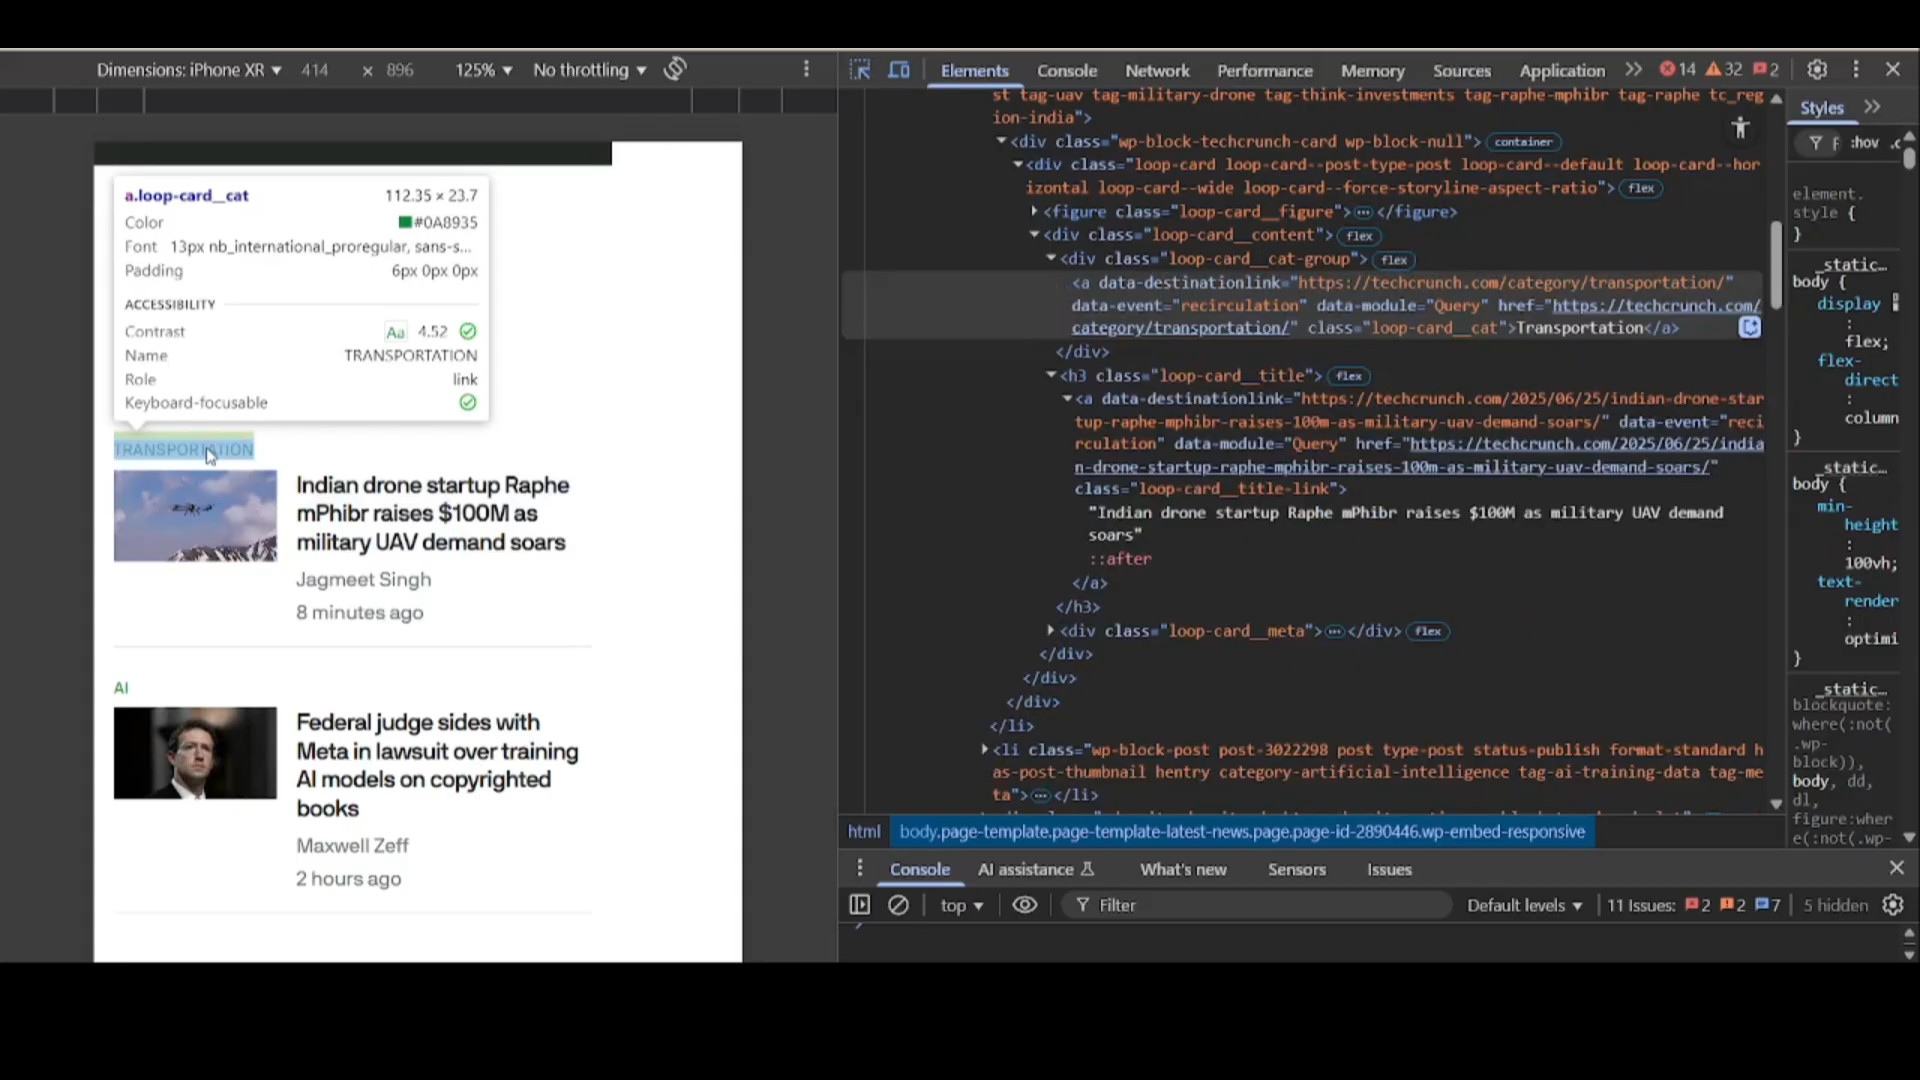 Dimensions: iPhone XR 414 × 896 125% No throttling
a.loop-card__cat 112.35 × 23.7
Color #0A8935
Font 13px nb_international_proregular, sans-s...
Padding 6px 0px 0px
ACCESSIBILITY
Contrast Aa 4.52
Name TRANSPORTATION
Role link
Keyboard-focusable
TRANSPORTATION
Indian drone startup Raphe
mPhibr raises $100M as
military UAV demand soars
Jagmeet Singh
8 minutes ago
AI
Federal judge sides with
Meta in lawsuit over training
AI models on copyrighted
books
Maxwell Zeff
2 hours ago
Elements Console Network Performance Memory Sources Application 14 32 2
st tag-uav tag-military-drone tag-think-investments tag-raphe-mphibr tag-raphe tc_reg
ion-india">
<div class="wp-block-techcrunch-card wp-block-null"> container
<div class="loop-card loop-card--post-type-post loop-card--default loop-card--hor
izontal loop-card--wide loop-card--force-storyline-aspect-ratio"> flex
<figure class="loop-card__figure">…</figure>
<div class="loop-card__content"> flex
<div class="loop-card__cat-group"> flex
<a data-destinationlink="https://techcrunch.com/category/transportation/"
data-event="recirculation" data-module="Query" href="https://techcrunch.com/
category/transportation/" class="loop-card__cat">Transportation</a>
</div>
<h3 class="loop-card__title"> flex
<a data-destinationlink="https://techcrunch.com/2025/06/25/indian-drone-star
tup-raphe-mphibr-raises-100m-as-military-uav-demand-soars/" data-event="reci
rculation" data-module="Query" href="https://techcrunch.com/2025/06/25/india
n-drone-startup-raphe-mphibr-raises-100m-as-military-uav-demand-soars/"
class="loop-card__title-link">
"Indian drone startup Raphe mPhibr raises $100M as military UAV demand
soars"
::after
</a>
</h3>
<div class="loop-card__meta">…</div> flex
</div>
</div>
</div>
</li>
<li class="wp-block-post post-3022298 post type-post status-publish format-standard h
as-post-thumbnail hentry category-artificial-intelligence tag-ai-training-data tag-me
ta">…</li>
html body.page-template.page-template-latest-news.page.page-id-2890446.wp-embed-responsive
Styles
:hov .c
element.
style {
}
_static…
body {
display
:
flex;
flex-
direct
:
column
}
_static…
body {
min-
height
:
100vh;
text-
render
:
optimi
}
_static…
blockquote:
where(:not(
.wp-
block)),
body, dd,
dl,
figure:wher
e(:not(.wp-
Console AI assistance What's new Sensors Issues
top Filter Default levels 11 Issues: 2 2 7 5 hidden